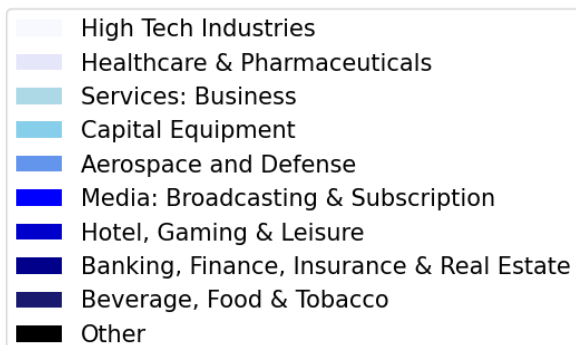 High Tech Industries
Healthcare & Pharmaceuticals
Services: Business
Capital Equipment
Aerospace and Defense
Media: Broadcasting & Subscription
Hotel, Gaming & Leisure
Banking, Finance, Insurance & Real Estate
Beverage, Food & Tobacco
Other